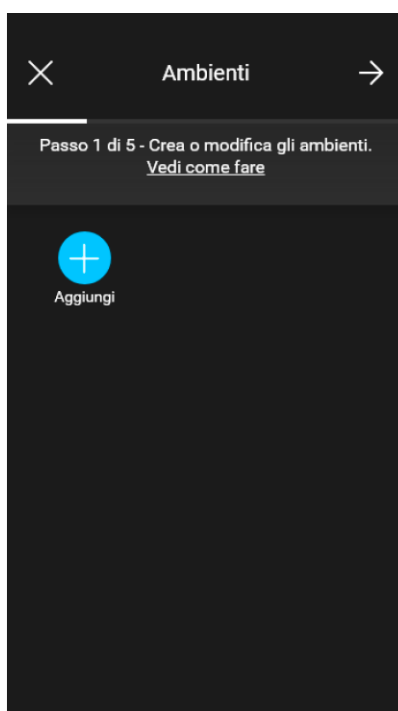 Ambienti
Passo 1 di 5 - Crea o modifica gli ambienti.
Vedi come fare
Aggiungi